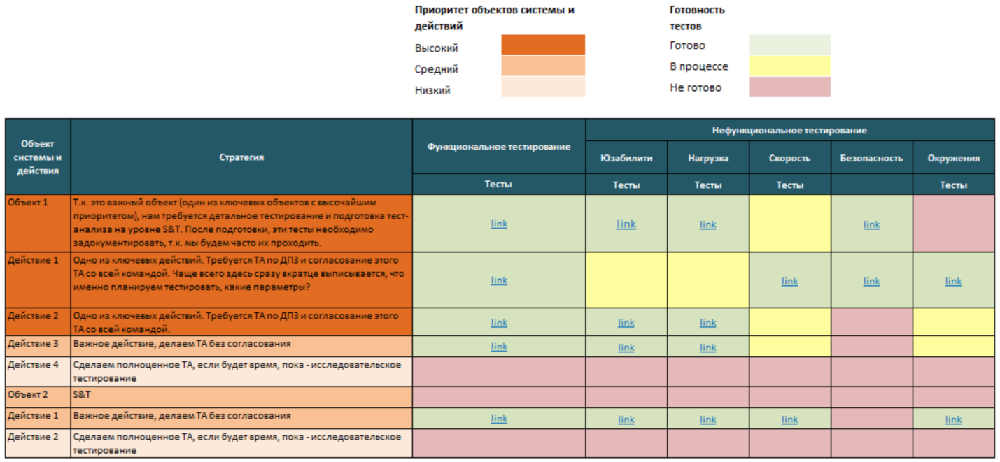 Приоритет объектов системы и
действий
Высокий
Средний
Низкий
Готовность
тестов
Готово
В процессе
Не готово
Объект
системы и
действия
Стратегия
Функциональное тестирование
Нефункциональное тестирование
Юзабилити
Нагрузка
Скорость
Безопасность
Окружения
Тесты
Тесты
Тесты
Тесты
Тесты
Объект 1
Т.к. это важный объект (один из ключевых объектов с высочайшим
приоритетом), нам требуется детальное тестирование и подготовка тест-
анализа на уровне S&T. После подготовки, эти тесты необходимо
задокументировать, т.к. мы будем часто их проходить.
link
link
link
link
Действие 1
Одно из ключевых действий. Требуется ТА по ДПЗ и согласование этого
ТА со всей командой. Чаще всего здесь сразу вкратце выписывается, что
именно планируем тестировать, какие параметры?
link
link
link
link
Действие 2
Одно из ключевых действий. Требуется ТА по ДПЗ и согласование этого
ТА со всей командой.
link
link
link
Действие 3
Важное действие, делаем ТА без согласования
link
link
link
Действие 4
Сделаем полноценное ТА, если будет время, пока - исследовательское
тестирование
Объект 2
S&T
Действие 1
Важное действие, делаем ТА без согласования
link
link
link
link
link
Действие 2
Сделаем полноценное ТА, если будет время, пока - исследовательское
тестирование